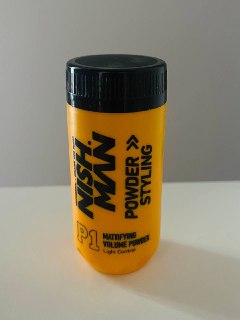 NISH
MAN
POWDER >>
STYLING
P1
MATTIFYING
VOLUME POWDER
Light Control